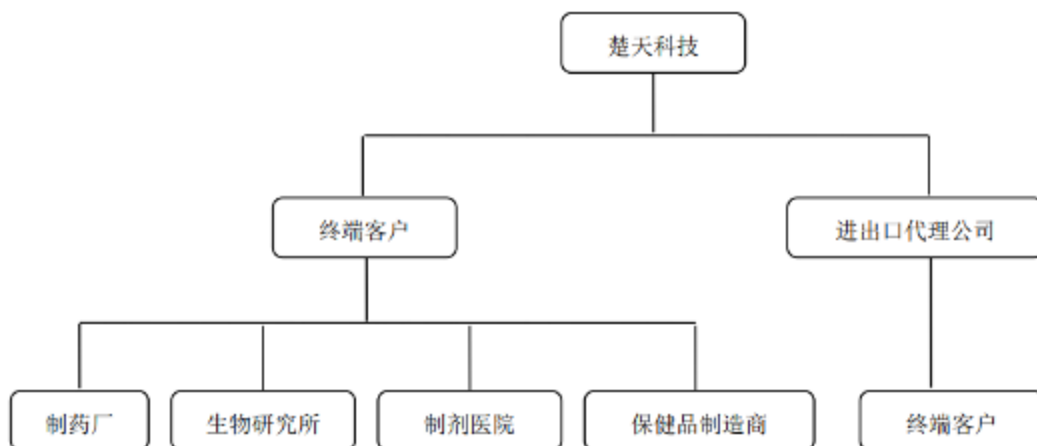 楚天科技
终端客户
进出口代理公司
制药厂
生物研究所
制剂医院
保健品制造商
终端客户